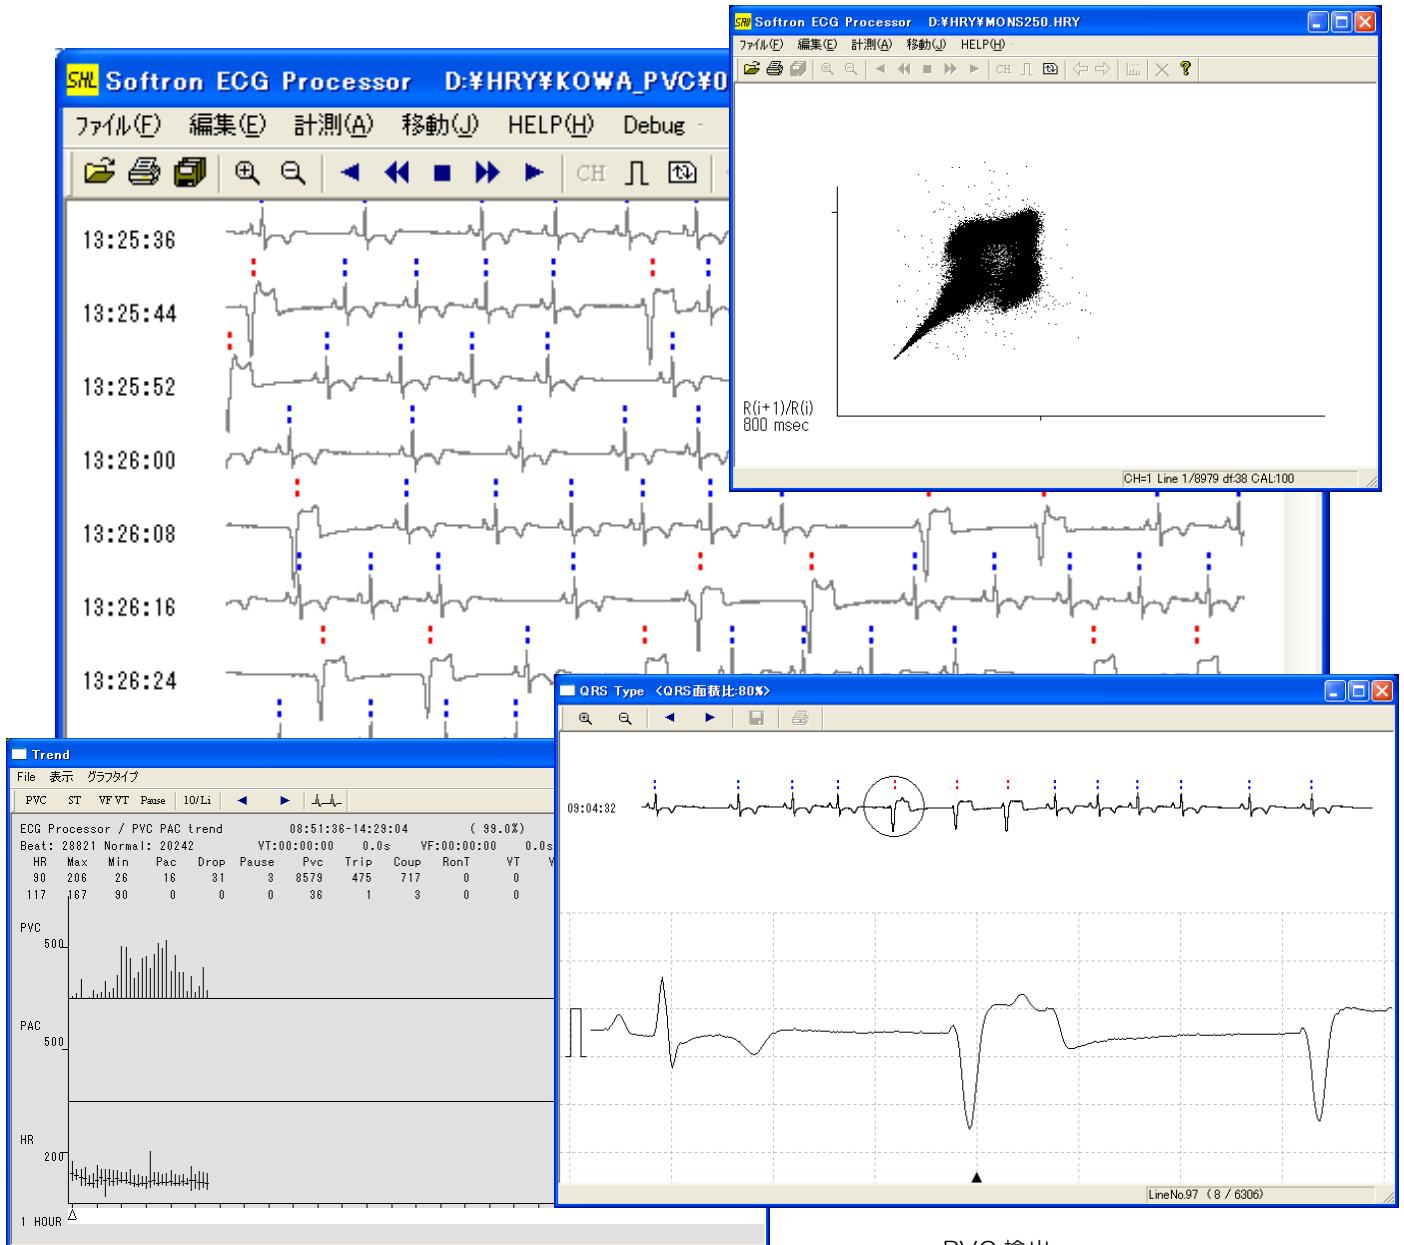 SRV Softron ECG Processor D:¥HRY¥MONS250.HRY
ファイル(F) 編集(E) 計測(A) 移動(J) HELP(H)
CH
R(i+1)/R(i)
800 msec
CH=1 Line 1/8979 df:38 CAL:100
Softron ECG Processor D:¥HRY¥KOWA_PVC¥0
ファイル(F) 編集(E) 計測(A) 移動(J) HELP(H) Debug
CH
13:25:36
13:25:44
13:25:52
13:26:00
13:26:08
13:26:16
13:26:24
QRS Type <QRS面積比:80%>
09:04:32
LineNo.97 ( 8 / 6306)
Trend
File 表示 グラフタイプ
PVC ST VF VT Pause 10/Li
ECG Processor / PVC PAC trend 08:51:36-14:29:04 ( 99.0%)
Beat: 28821 Normal: 20242 VT:00:00:00 0.0s VF:00:00:00 0.0s
HR Max Min Pac Drop Pause Pvc Trip Coup RonT VT
90 206 26 16 31 3 8579 475 717 0 0
117 167 90 0 0 0 36 1 3 0 0
PVC
500
PAC
500
HR
200
1 HOUR